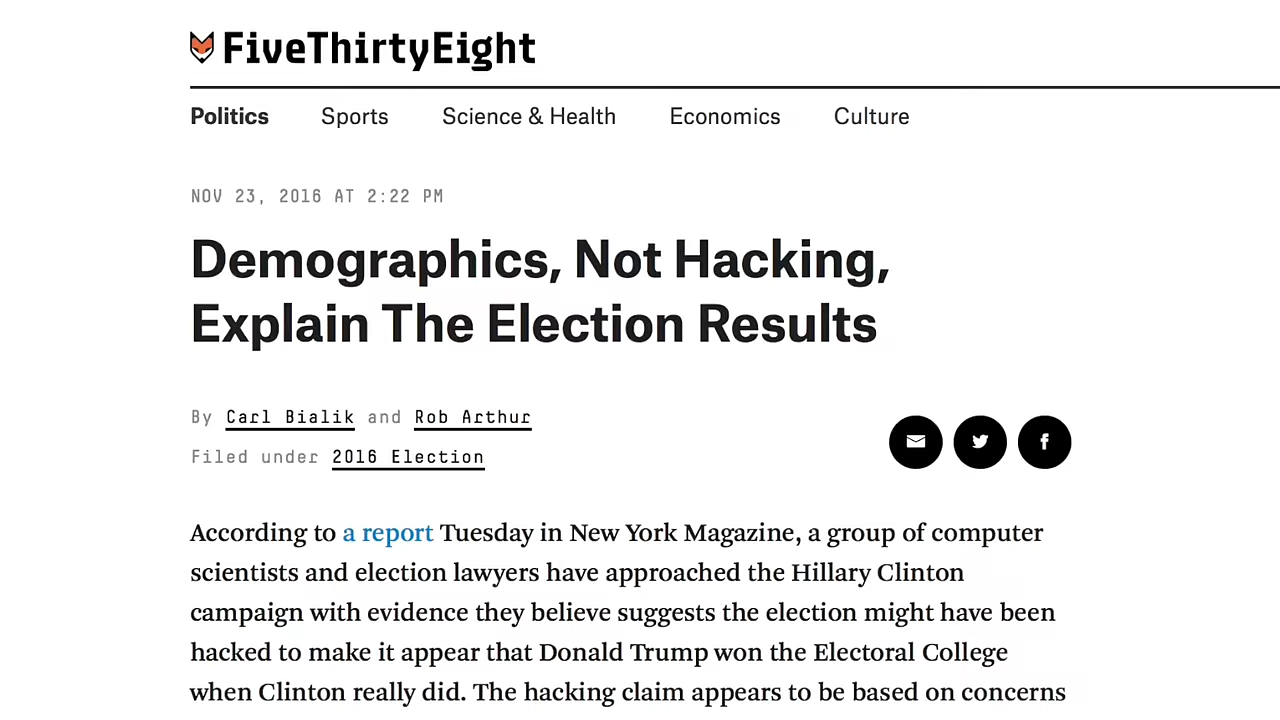 FiveThirtyEight
Politics Sports Science & Health Economics Culture
NOV 23, 2016 AT 2:22 PM
Demographics, Not Hacking,
Explain The Election Results
By Carl Bialik and Rob Arthur
Filed under 2016 Election
According to a report Tuesday in New York Magazine, a group of computer
scientists and election lawyers have approached the Hillary Clinton
campaign with evidence they believe suggests the election might have been
hacked to make it appear that Donald Trump won the Electoral College
when Clinton really did. The hacking claim appears to be based on concerns